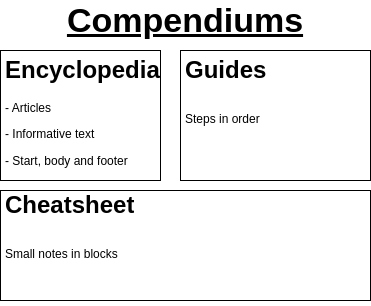 Compendiums
Encyclopedia
- Articles
- Informative text
- Start, body and footer
Guides
Steps in order
Cheatsheet
Small notes in blocks